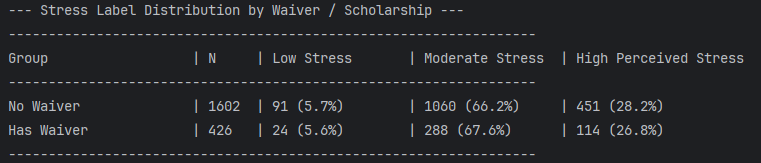 --- Stress Label Distribution by Waiver / Scholarship ---
------------------------------------------------------------------
Group | N | Low Stress | Moderate Stress | High Perceived Stress
------------------------------------------------------------------
No Waiver | 1602 | 91 (5.7%) | 1060 (66.2%) | 451 (28.2%)
Has Waiver | 426 | 24 (5.6%) | 288 (67.6%) | 114 (26.8%)
------------------------------------------------------------------